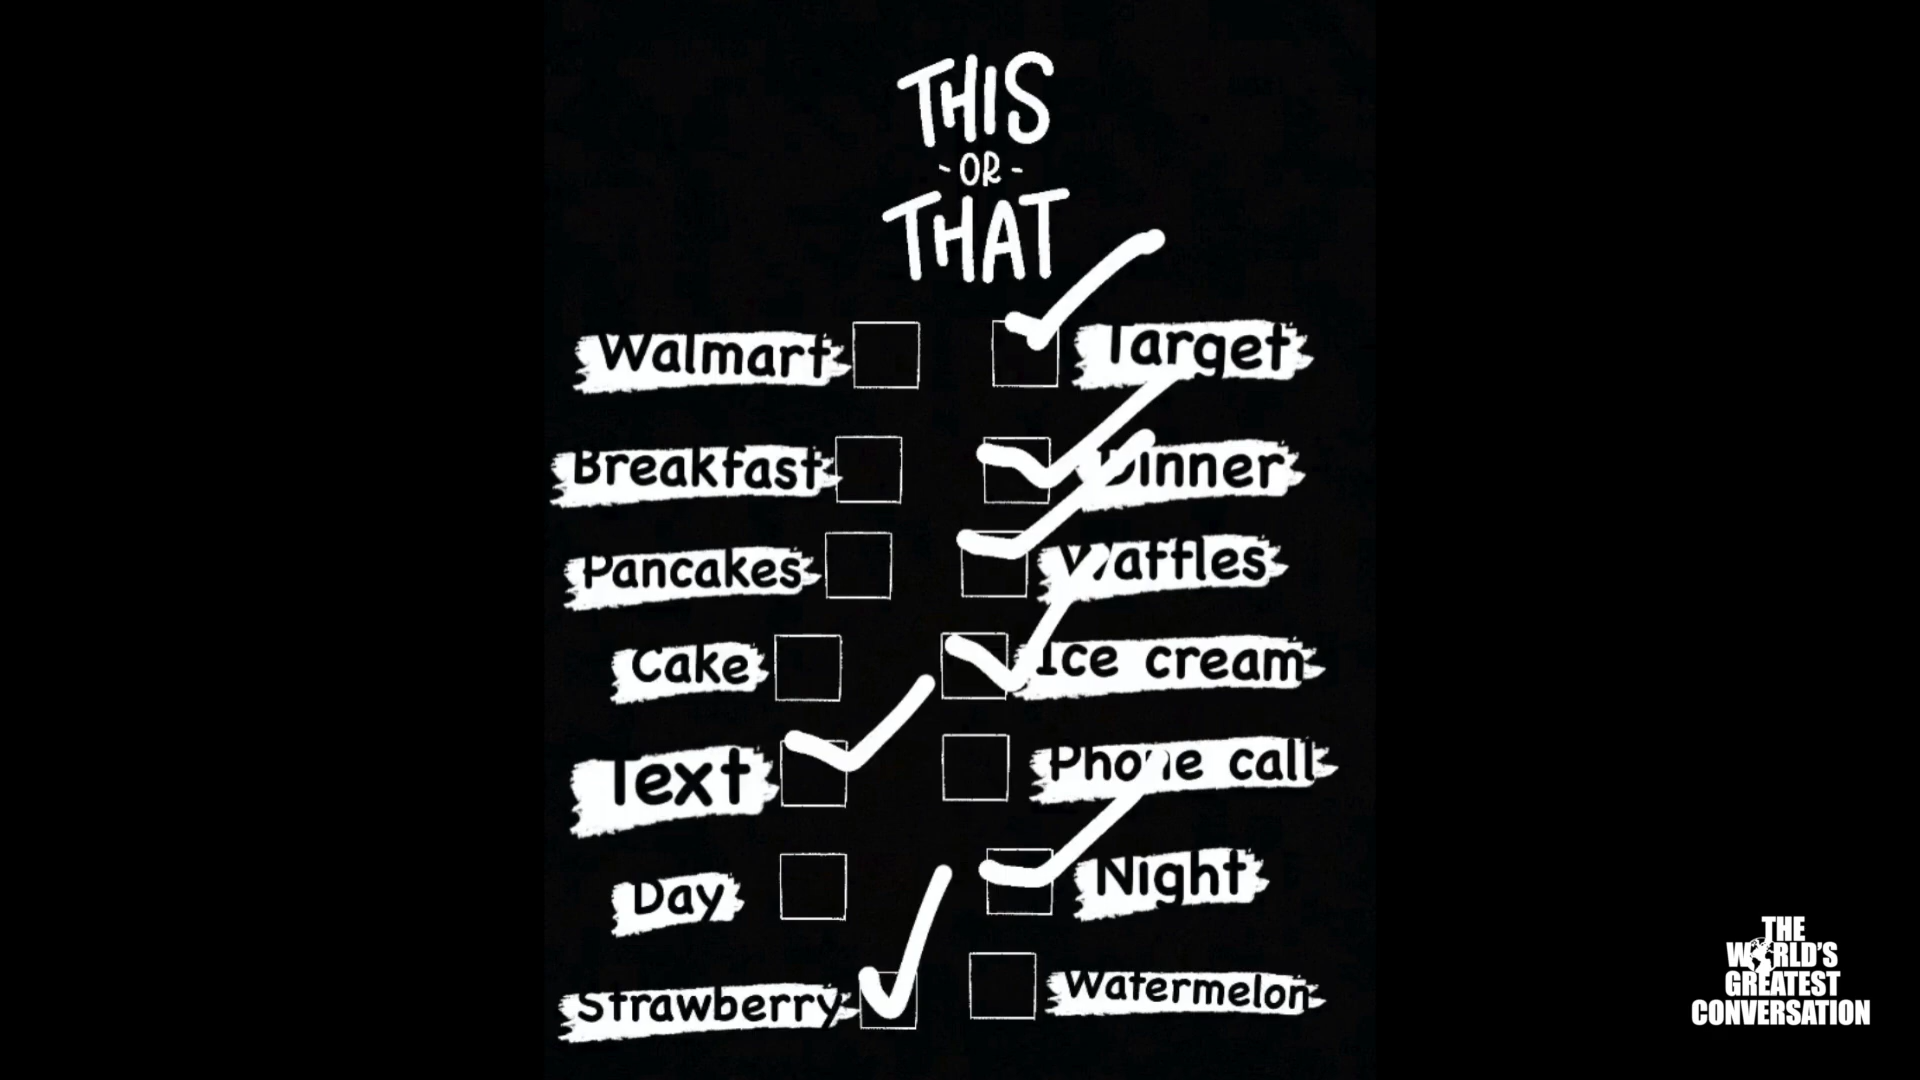 THIS
- OR -
THAT
Walmart Target
Breakfast Dinner
Pancakes Waffles
Cake Ice cream
Text Phone call
Day Night
Strawberry Watermelon
THE
WORLD'S
GREATEST
CONVERSATION